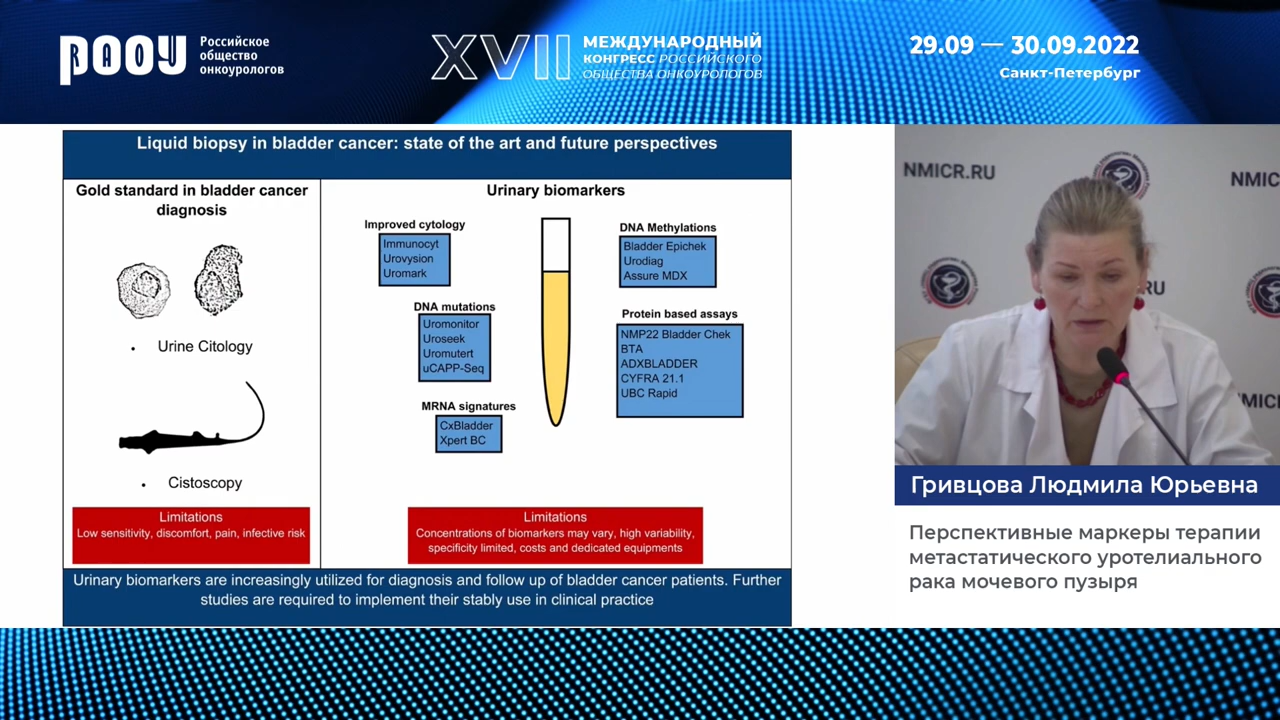 РАОУ
Российское
общество
онкоурологов
XVII
МЕЖДУНАРОДНЫЙ
КОНГРЕСС РОССИЙСКОГО
ОБЩЕСТВА ОНКОУРОЛОГОВ
29.09 — 30.09.2022
Санкт-Петербург
Liquid biopsy in bladder cancer: state of the art and future perspectives
Gold standard in bladder cancer
diagnosis
• Urine Citology
• Cistoscopy
Limitations
Low sensitivity, discomfort, pain, infective risk
Urinary biomarkers
Improved cytology
Immunocyt
Urovysion
Uromark
DNA mutations
Uromonitor
Uroseek
Uromutert
uCAPP-Seq
MRNA signatures
CxBladder
Xpert BC
DNA Methylations
Bladder Epichek
Urodiag
Assure MDX
Protein based assays
NMP22 Bladder Chek
BTA
ADXBLADDER
CYFRA 21.1
UBC Rapid
Limitations
Concentrations of biomarkers may vary, high variability,
specificity limited, costs and dedicated equipments
Urinary biomarkers are increasingly utilized for diagnosis and follow up of bladder cancer patients. Further
studies are required to implement their stably use in clinical practice
NMICR.RU
NMIC
RU
MICI
Гривцова Людмила Юрьевна
Перспективные маркеры терапии
метастатического уротелиального
рака мочевого пузыря